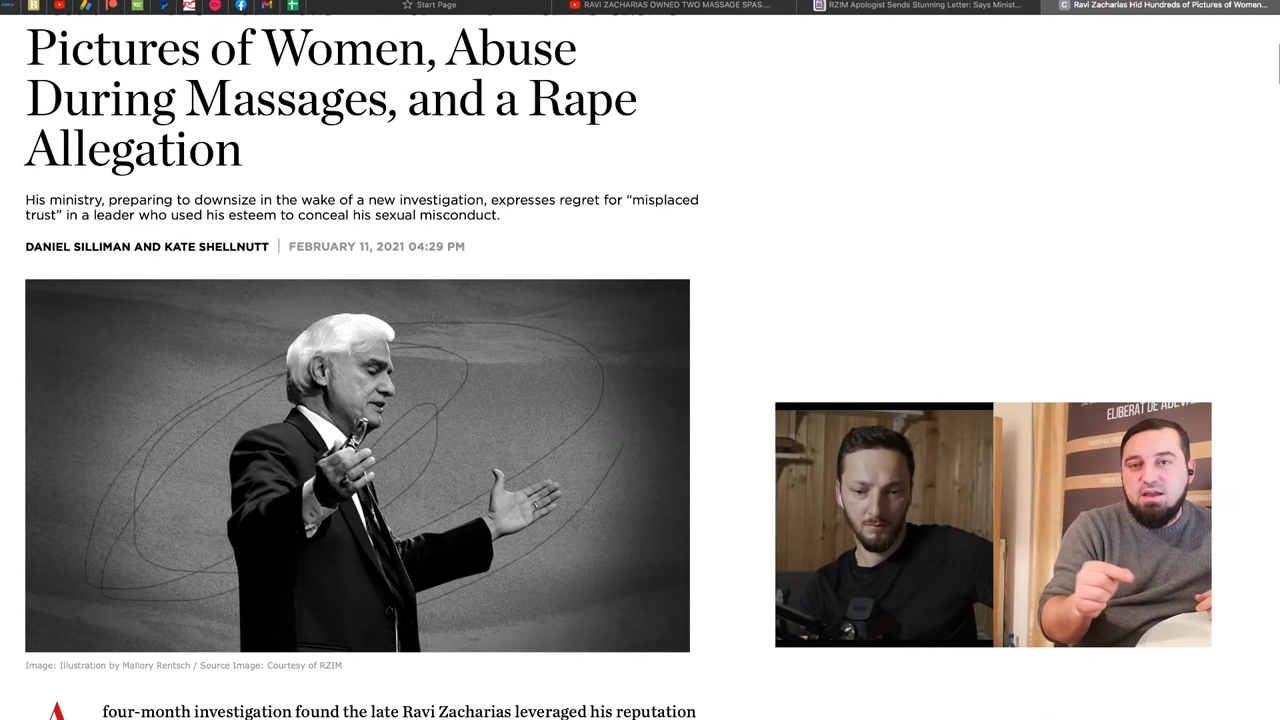 Start Page
RAVI ZACHARIAS OWNED TWO MASSAGE SPAS....
RZIM Apologist Sends Stunning Letter: Says Minist...
Ravi Zacharias Hid Hundreds of Pictures of Women...
Pictures of Women, Abuse
During Massages, and a Rape
Allegation
His ministry, preparing to downsize in the wake of a new investigation, expresses regret for “misplaced
trust” in a leader who used his esteem to conceal his sexual misconduct.
DANIEL SILLIMAN AND KATE SHELLNUTT | FEBRUARY 11, 2021 04:29 PM
ELIBERAT DE
Image: Illustration by Mallory Rentsch / Source Image: Courtesy of RZIM
A four-month investigation found the late Ravi Zacharias leveraged his reputation